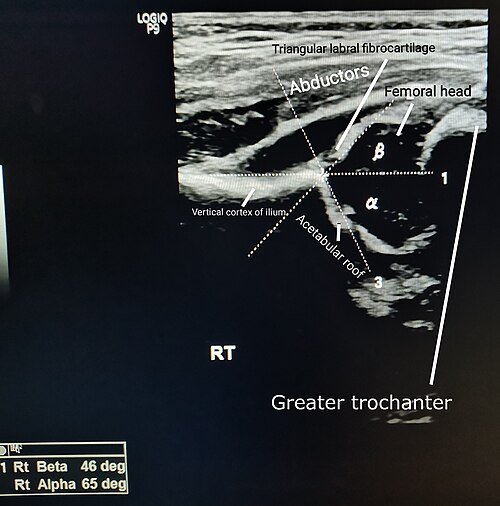 LOGIQ
P9
Triangular labral fibrocartilage
Abductors
Femoral head
β
1
Vertical cortex of ilium
α
Acetabular roof
3
RT
Greater trochanter
1 Rt Beta 46 deg
Rt Alpha 65 deg